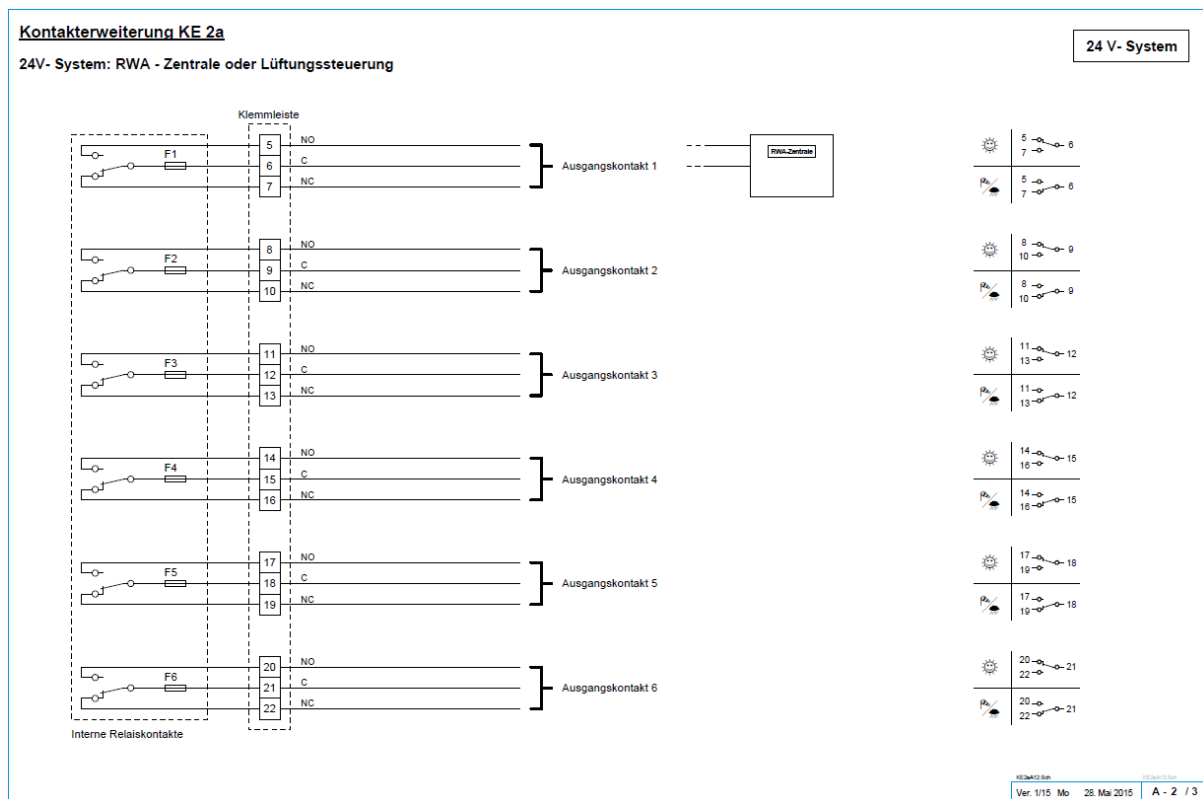 Kontakterweiterung KE 2a
24 V- System
24V- System: RWA - Zentrale oder Lüftungssteuerung
Klemmleiste
F1
5 NO
6 C
7 NC
Ausgangskontakt 1
RWA-Zentrale
5
7
6
5
7
6
F2
8 NO
9 C
10 NC
Ausgangskontakt 2
8
10
9
8
10
9
F3
11 NO
12 C
13 NC
Ausgangskontakt 3
11
13
12
11
13
12
F4
14 NO
15 C
16 NC
Ausgangskontakt 4
14
16
15
14
16
15
F5
17 NO
18 C
19 NC
Ausgangskontakt 5
17
19
18
17
19
18
F6
20 NO
21 C
22 NC
Ausgangskontakt 6
20
22
21
20
22
21
Interne Relaiskontakte
KE2aA12.Sch
Ver. 1/15 Mo 28. Mai 2015 A - 2 / 3